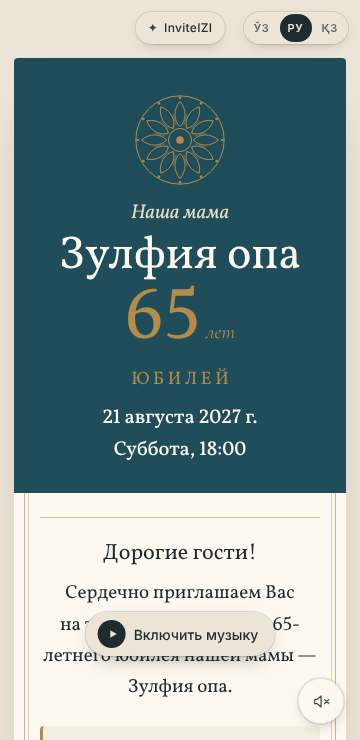 InviteIZI
ЎЗ РУ ҚЗ
Наша мама
Зулфия опа
65 лет
ЮБИЛЕЙ
21 августа 2027 г.
Суббота, 18:00
Дорогие гости!
Сердечно приглашаем Вас
на 65-
Включить музыку
летнего юбилея нашей мамы —
Зулфия опа.